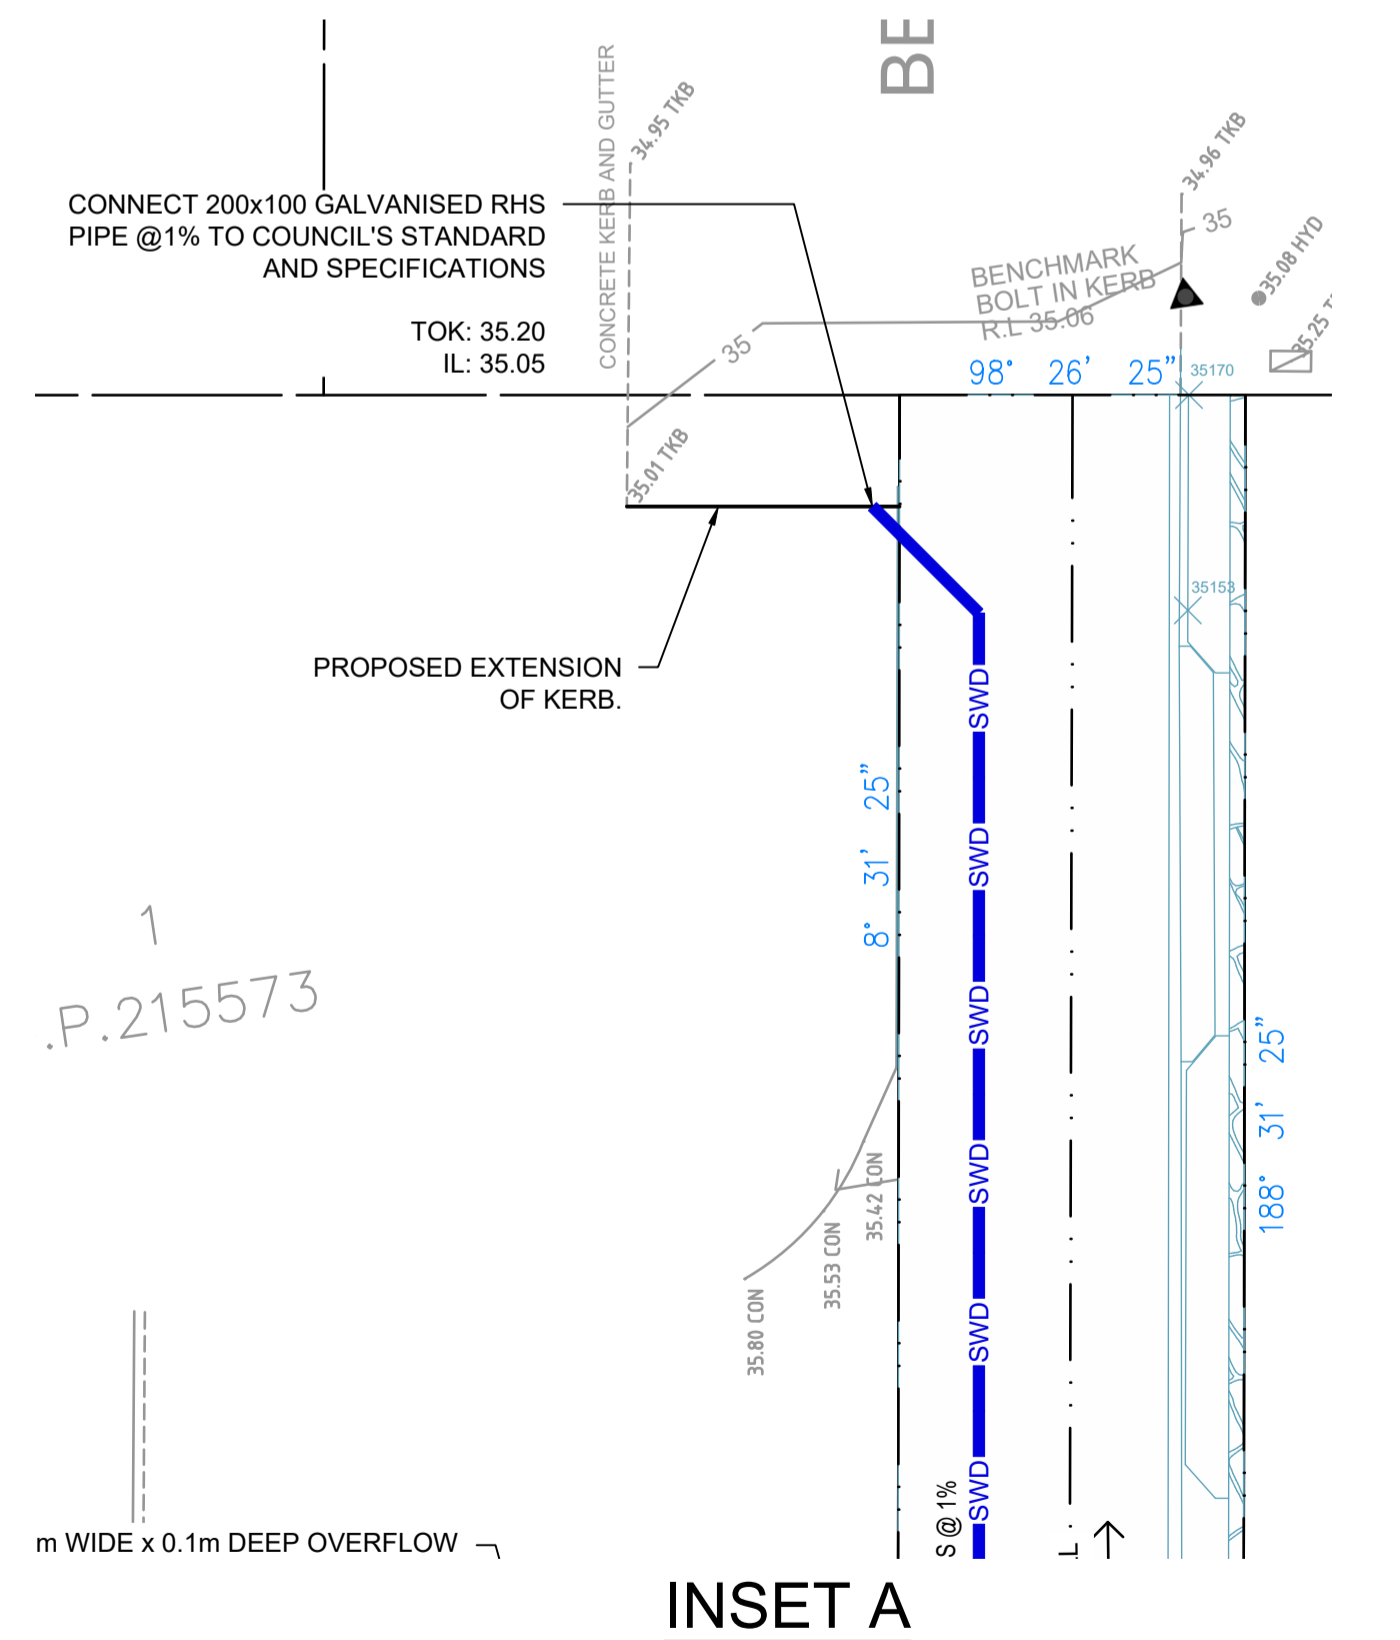 BE
CONCRETE KERB AND GUTTER
34.95 TKB
34.96 TKB
CONNECT 200x100 GALVANISED RHS
PIPE @1% TO COUNCIL'S STANDARD
AND SPECIFICATIONS
35
35.08 HYD
BENCHMARK
BOLT IN KERB
R.L 35.06
TOK: 35.20
IL: 35.05
35
35.25
98° 26' 25"
35170
35.01 TKB
35153
PROPOSED EXTENSION
OF KERB.
SWD
8° 31' 25"
SWD
1
.P.215573
SWD
188° 31' 25"
SWD
35.42 CON
35.53 CON
35.80 CON
SWD
SWD
S @ 1%
L
m WIDE x 0.1m DEEP OVERFLOW
INSET A